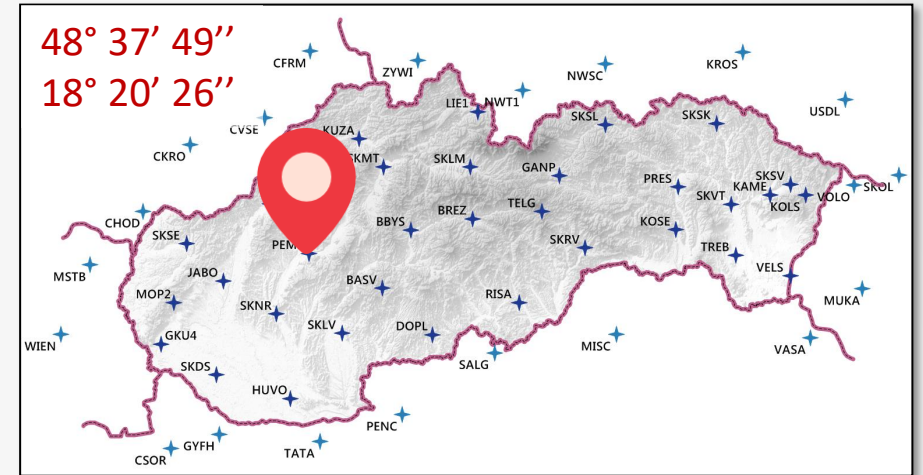 48° 37’ 49’’
18° 20’ 26’’
CFRM
ZYWI
NWSC
KROS
LIE1
NWT1
USDL
CVSE
KUZA
SKSL
SKSK
CKRO
SKMT
SKLM
GANP
PRES
KAME
SKSV
SKOL
SKVT
KOLS
VOLO
CHOD
BBYS
BREZ
TELG
SKSE
KOSE
SKRV
TREB
MSTB
JABO
BASV
VELS
MOP2
SKNR
RISA
MUKA
SKLV
DOPL
WIEN
GKU4
MISC
VASA
SKDS
SALG
HUVO
PENC
CSOR
GYFH
TATA